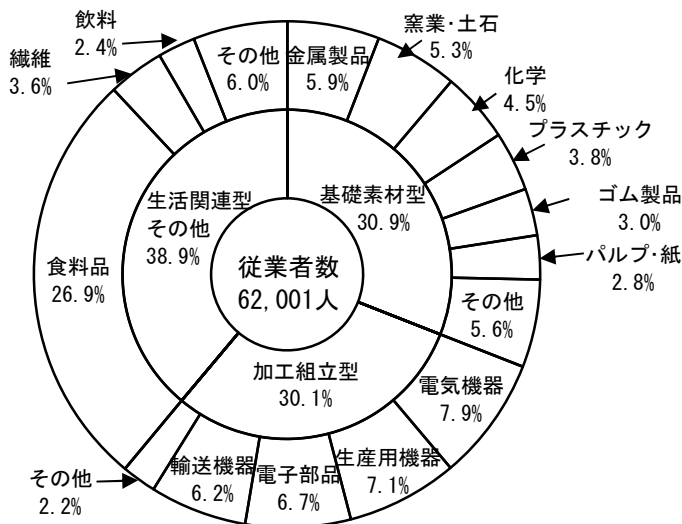 飲料
2.4%
繊維
3.6%
その他
6.0%
金属製品
5.9%
窯業･土石
5.3%
化学
4.5%
プラスチック
3.8%
ゴム製品
3.0%
パルプ･紙
2.8%
その他
5.6%
生活関連型
その他
38.9%
基礎素材型
30.9%
食料品
26.9%
従業者数
62,001人
加工組立型
30.1%
電気機器
7.9%
生産用機器
7.1%
電子部品
6.7%
輸送機器
6.2%
その他
2.2%